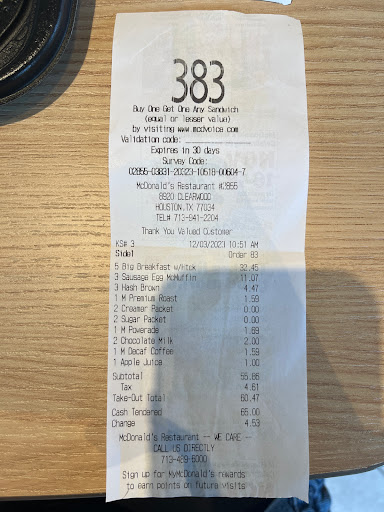 383
Buy One Get One Any Sandwich
(equal or lesser value)
by visiting www.mcdvoice.com
Validation code:
Expires in 30 days
Survey Code:
02855-03831-20323-10518-00604-7
McDonald's Restaurant #2855
8920 CLEARWOOD
HOUSTON,TX 77034
TEL# 713-641-2204
Thank You Valued Customer
KS# 3 12/03/2023 10:51 AM
Side1 Order 83
5 Big Breakfast w/Htck 32.45
3 Sausage Egg McMuffin 11.07
3 Hash Brown 4.47
1 M Premium Roast 1.59
2 Creamer Packet 0.00
2 Sugar Packet 0.00
1 M Powerade 1.69
2 Chocolate Milk 2.00
1 M Decaf Coffee 1.59
1 Apple Juice 1.00
Subtotal 55.86
Tax 4.61
Take-Out Total 60.47
Cash Tendered 65.00
Change 4.53
McDonald's Restaurant -- WE CARE --
CALL US DIRECTLY
713-429-6000
Sign up for MyMcDonald's rewards
to earn points on future visits